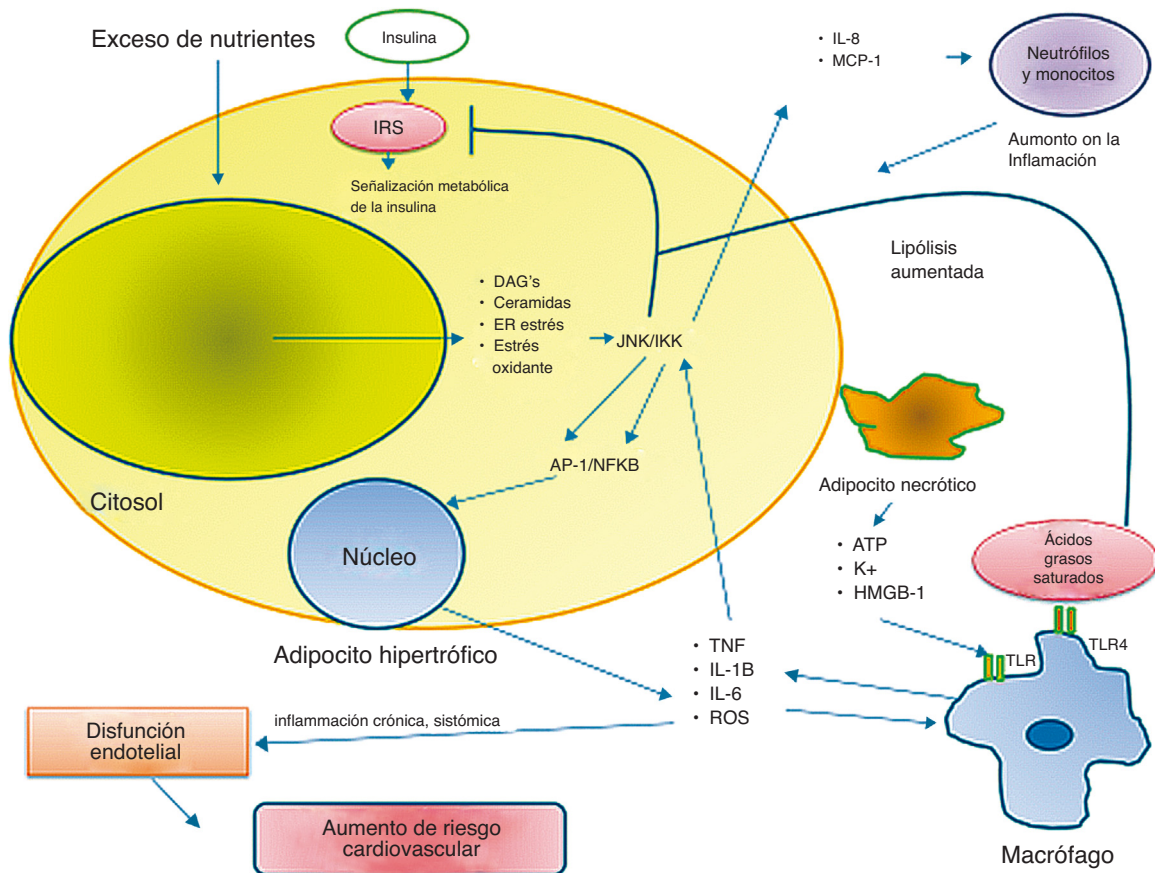 Exceso de nutrientes
Insulina
• IL-8
• MCP-1
Neutrófilos
y monocitos
IRS
Aumonto on la
Inflamación
Señalización metabólica
de la insulina
Lipólisis
aumentada
• DAG's
• Ceramidas
• ER estrés
• Estrés
oxidante
JNK/IKK
AP-1/NFKB
Citosol
Núcleo
Adipocito hipertrófico
Adipocito necrótico
• ATP
• K+
• HMGB-1
Ácidos
grasos
saturados
TLR
TLR4
• TNF
• IL-1B
• IL-6
• ROS
inflammación crónica, sistómica
Disfunción
endotelial
Aumento de riesgo
cardiovascular
Macrófago